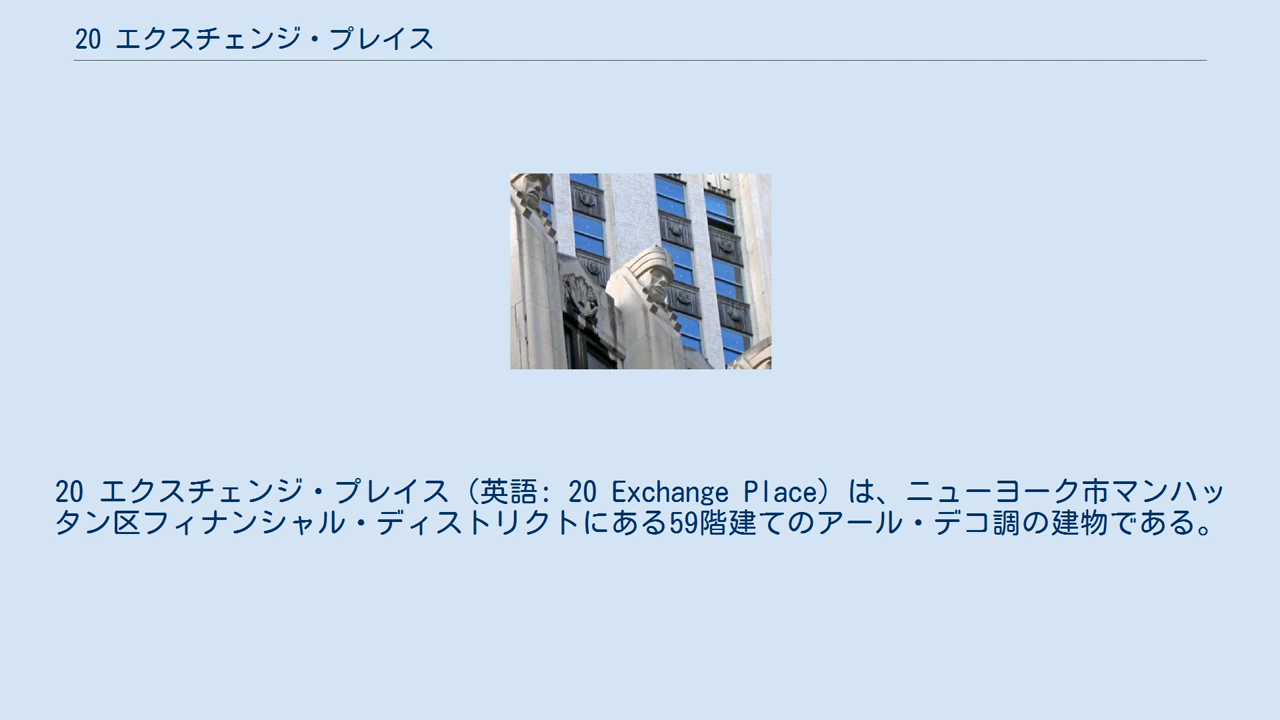 20 エクスチェンジ・プレイス
20 エクスチェンジ・プレイス（英語: 20 Exchange Place）は、ニューヨーク市マンハッ
タン区フィナンシャル・ディストリクトにある59階建てのアール・デコ調の建物である。